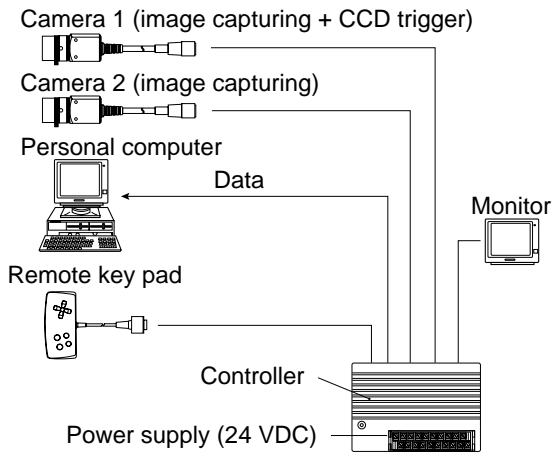 Camera 1 (image capturing + CCD trigger)
Camera 2 (image capturing)
Personal computer
Data
Monitor
Remote key pad
Controller
Power supply (24 VDC)